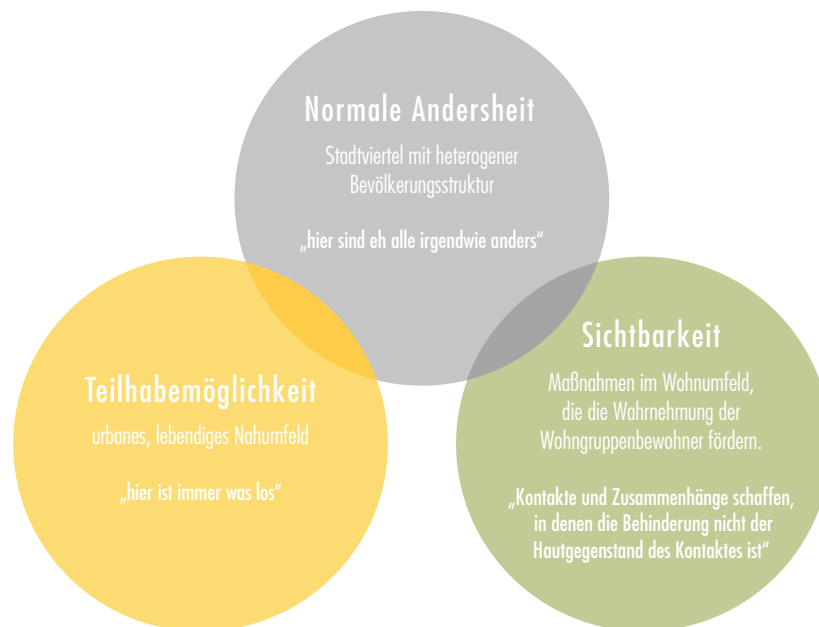 Normale Andersheit
Stadtviertel mit heterogener
Bevölkerungsstruktur
„hier sind eh alle irgendwie anders“
Teilhabemöglichkeit
urbanes, lebendiges Nahumfeld
„hier ist immer was los“
Sichtbarkeit
Maßnahmen im Wohnumfeld,
die die Wahrnehmung der
Wohngruppenbewohner fördern.
„Kontakte und Zusammenhänge schaffen,
in denen die Behinderung nicht der
Hautgegenstand des Kontaktes ist“